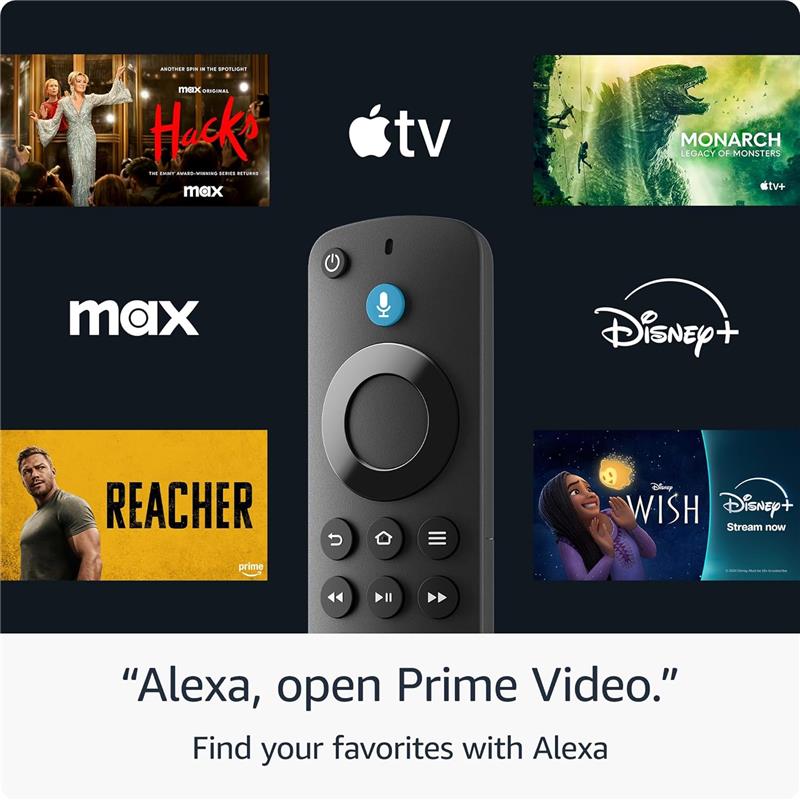 ANOTHER SPIN IN THE SPOTLIGHT
max ORIGINAL
Hacks
THE EMMY AWARD-WINNING SERIES RETURNS
max
tv
MONARCH
LEGACY OF MONSTERS
tv+
max
Disney+
REACHER
prime
Disney
WISH
Disney+
Stream now
“Alexa, open Prime Video.”
Find your favorites with Alexa